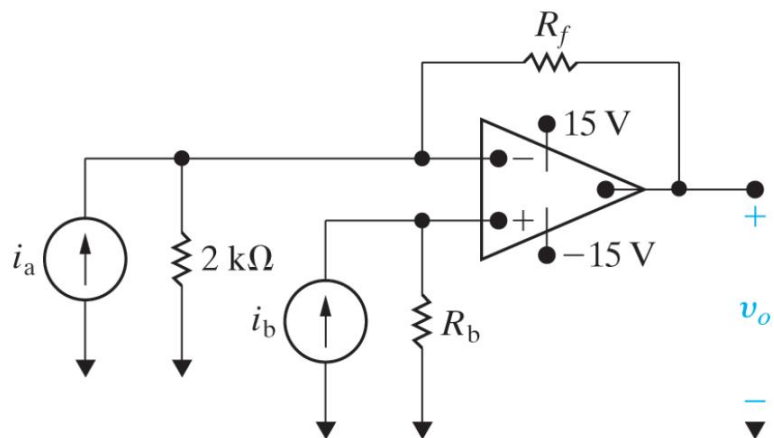 R_f
15 V
−
+
−15 V
i_a
2 kΩ
i_b
R_b
+
v_o
−